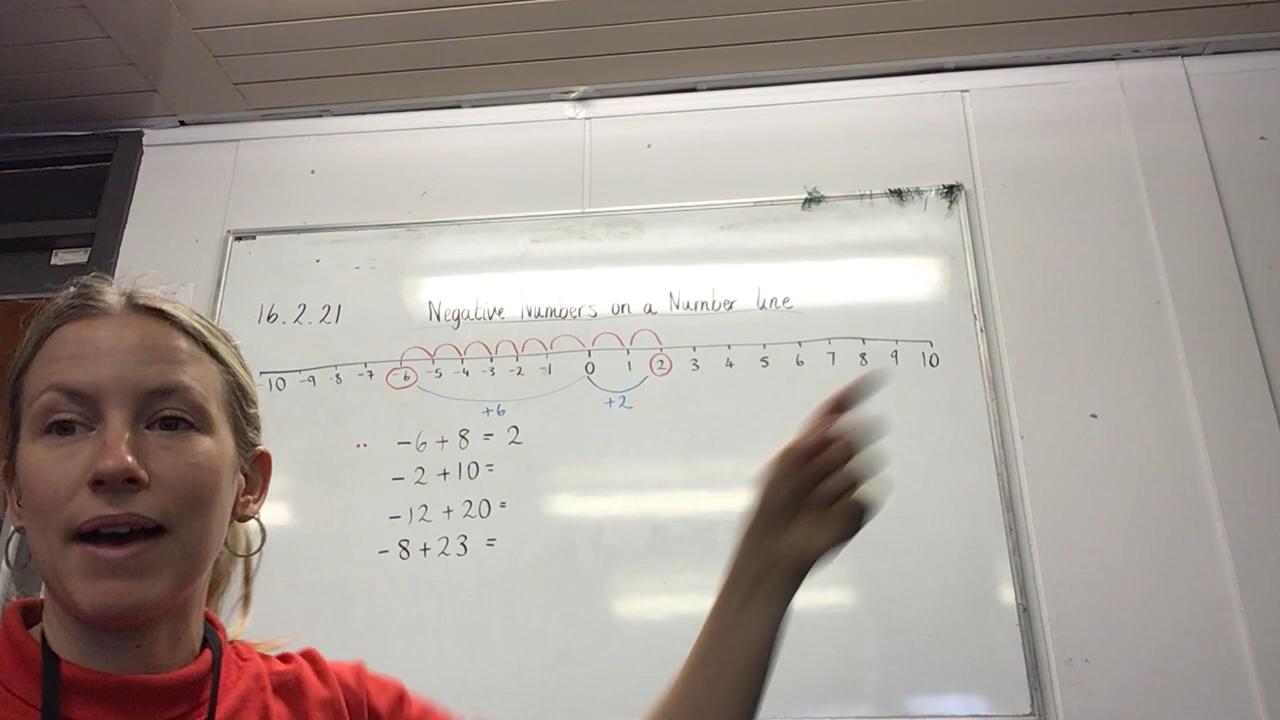 16.2.21 Negative Numbers on a Number line
-10 -9 -8 -7 -6 -5 -4 -3 -2 -1 0 1 2 3 4 5 6 7 8 9 10
+6 +2
-6 + 8 = 2
-2 + 10 =
-12 + 20 =
-8 + 23 =